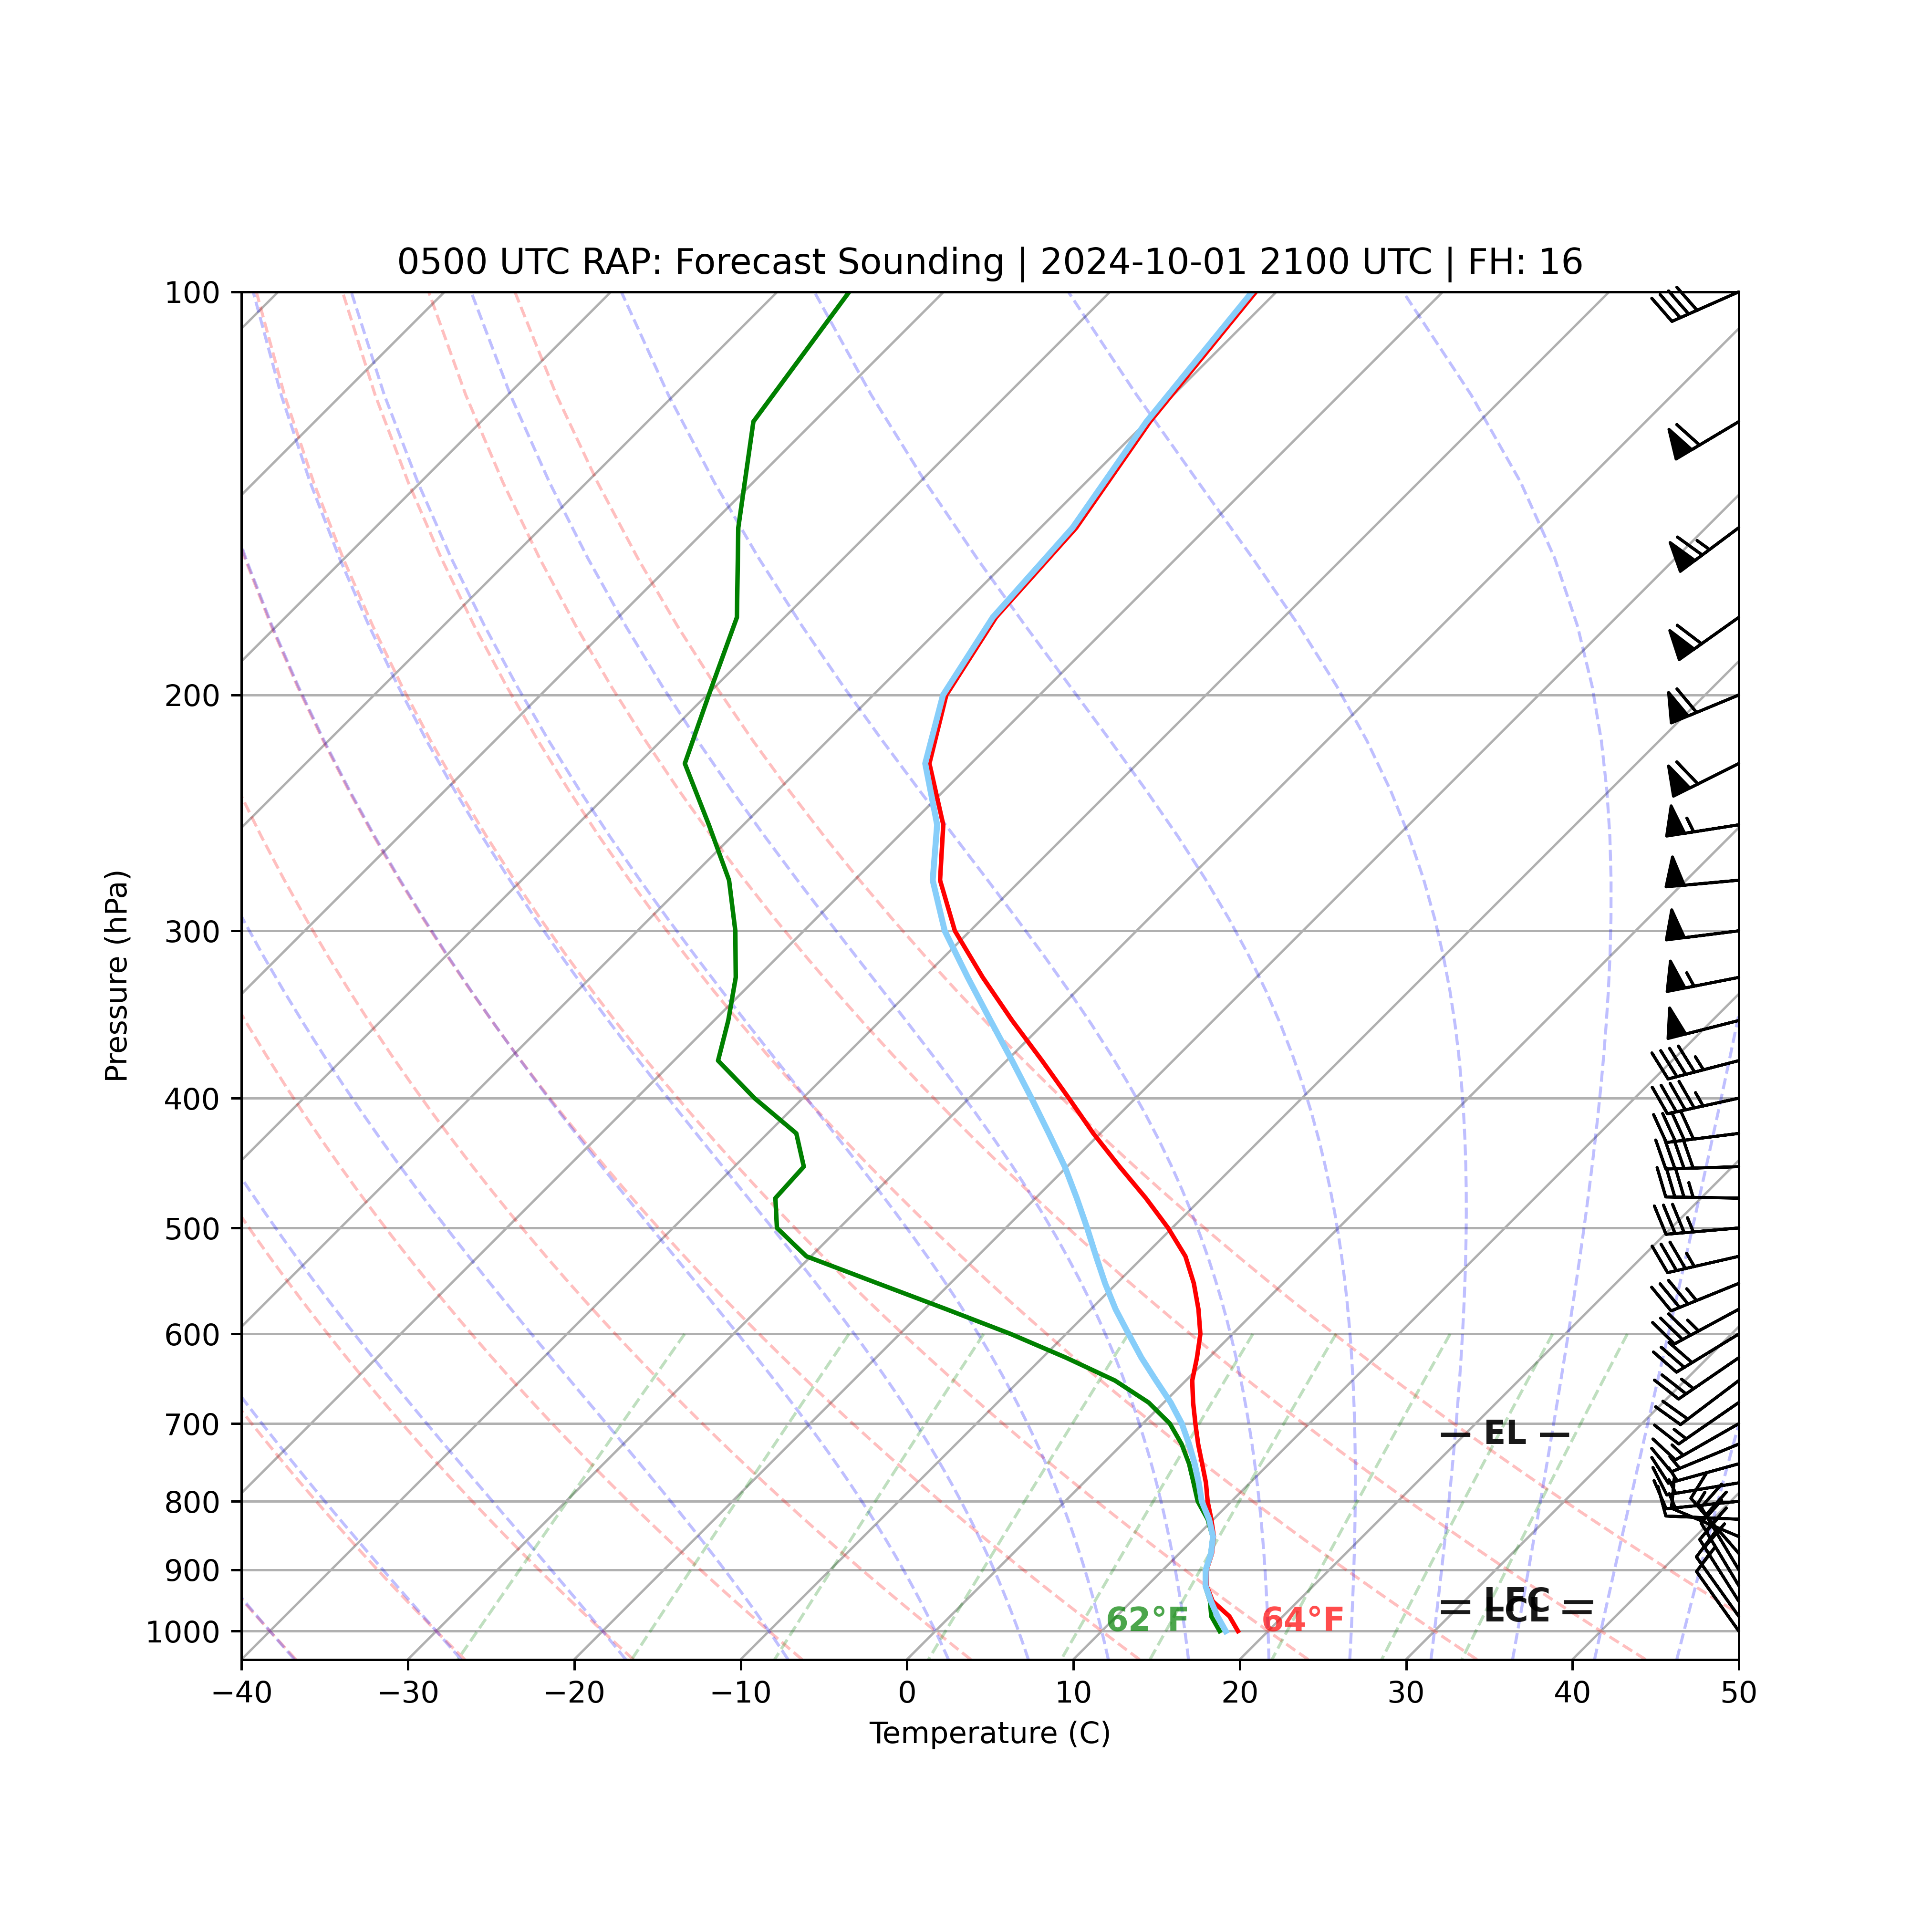 0500 UTC RAP: Forecast Sounding | 2024-10-01 2100 UTC | FH: 16
100
200
300
400
500
600
700
800
900
1000
Pressure (hPa)
— EL —
= LFC =
= LCL =
62°F 64°F
−40 −30 −20 −10 0 10 20 30 40 50
Temperature (C)